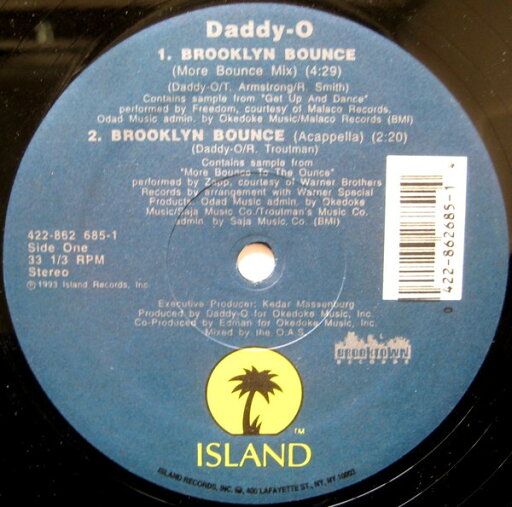 Daddy-O
1. BROOKLYN BOUNCE
(More Bounce Mix) (4:29)
(Daddy-O/T. Armstrong/R. Smith)
Contains sample from "Get Up And Dance"
performed by Freedom, courtesy of Malaco Records.
Odad Music admin. by Okedoke Music/Malaco Records (BMI)
2. BROOKLYN BOUNCE (Acappella) (2:20)
(Daddy-O/R. Troutman)
Contains sample from
"More Bounce To The Ounce"
performed by Zapp, courtesy of Warner Brothers
Records by arrangement with Warner Special
Products. Odad Music admin. by Okedoke
Music/Saja Music Co./Troutman's Music Co.
admin. by Saja Music, Co. (BMI)
422-862 685-1
Side One
33 1/3 RPM
Stereo
℗1993 Island Records, Inc.
422-862685-1
4
0
Executive Producer: Kedar Massenburg
Produced by Daddy-O for Okedoke Music, Inc.
Co-Produced by Edman for Okedoke Music, Inc.
Mixed by the O.A.S.
BROOKTOWN
RECORDS
TM
ISLAND
ISLAND RECORDS, INC. ℗, 400 LAFAYETTE ST., NY, NY 10003